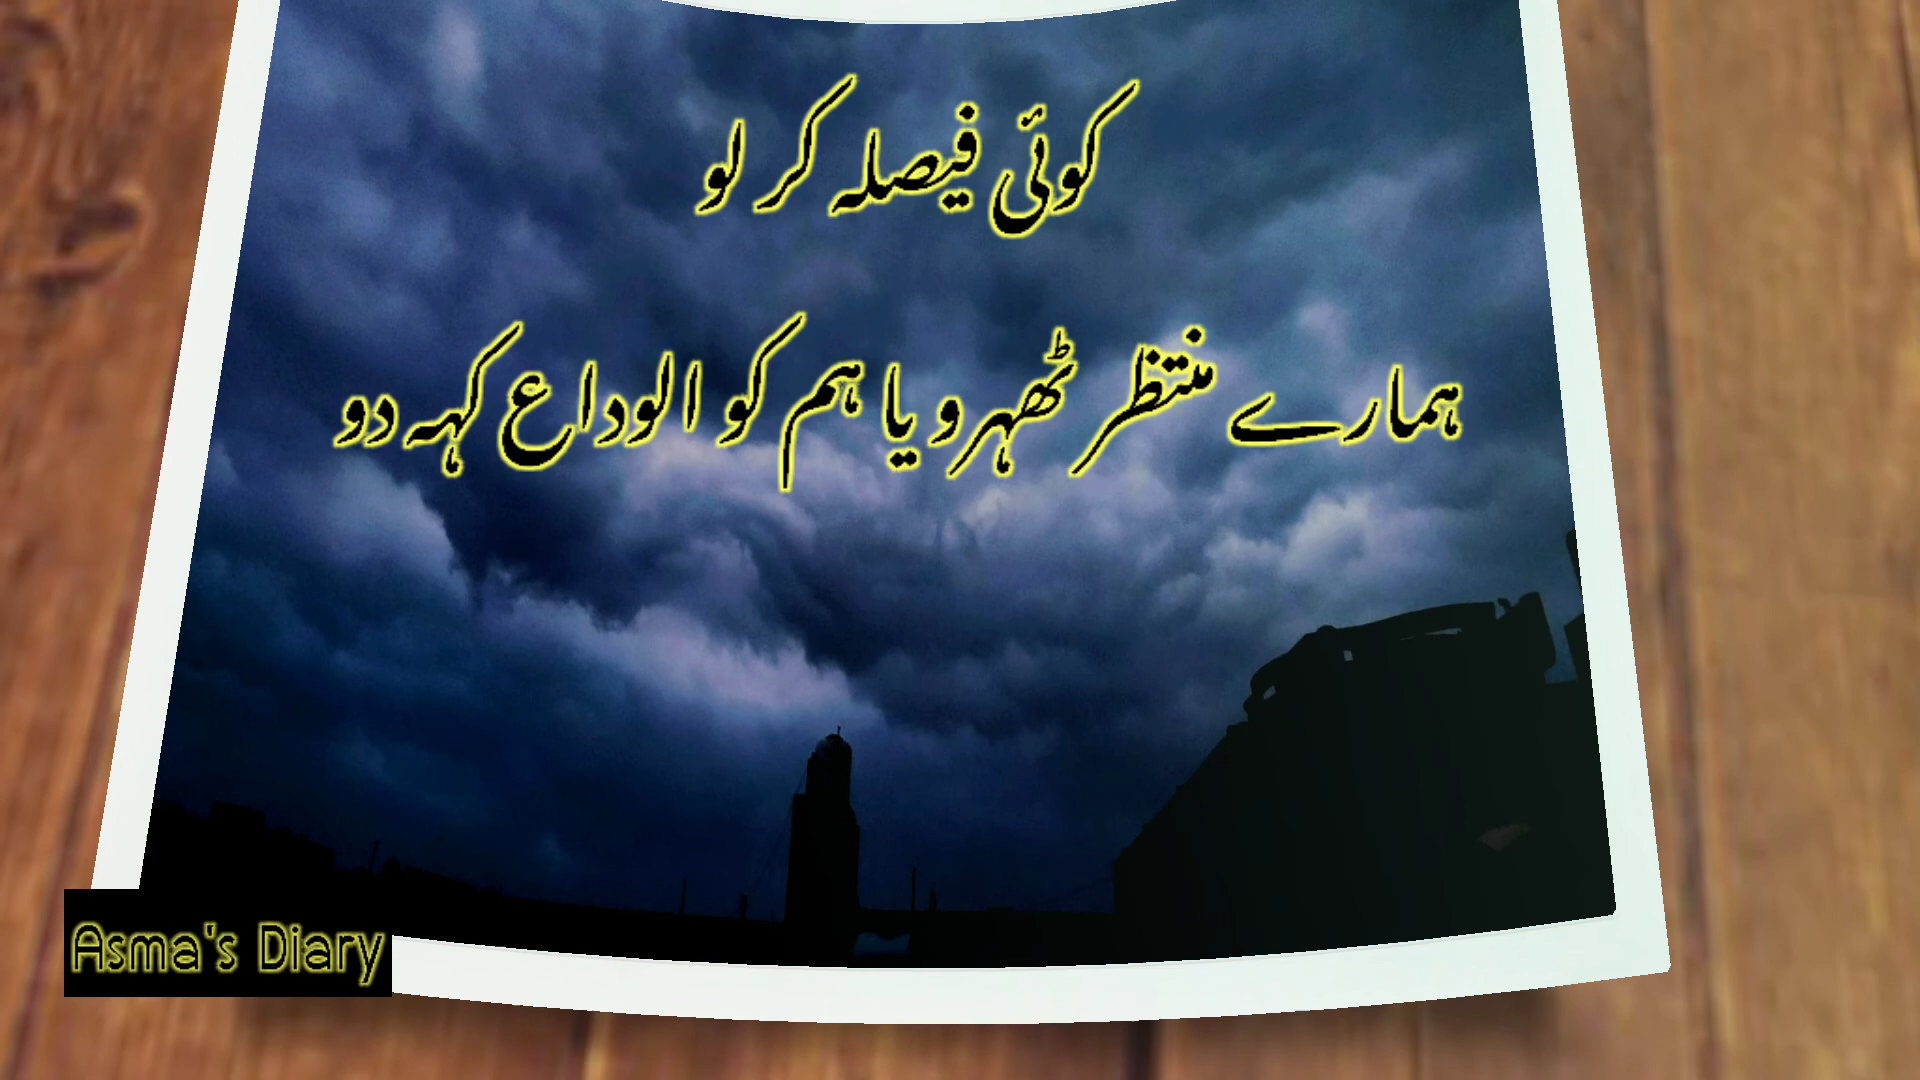 کوئی فیصلہ کر لو
ہمارے منتظر ٹھہرو یا ہم کو الوداع کہہ دو
Asma's Diary